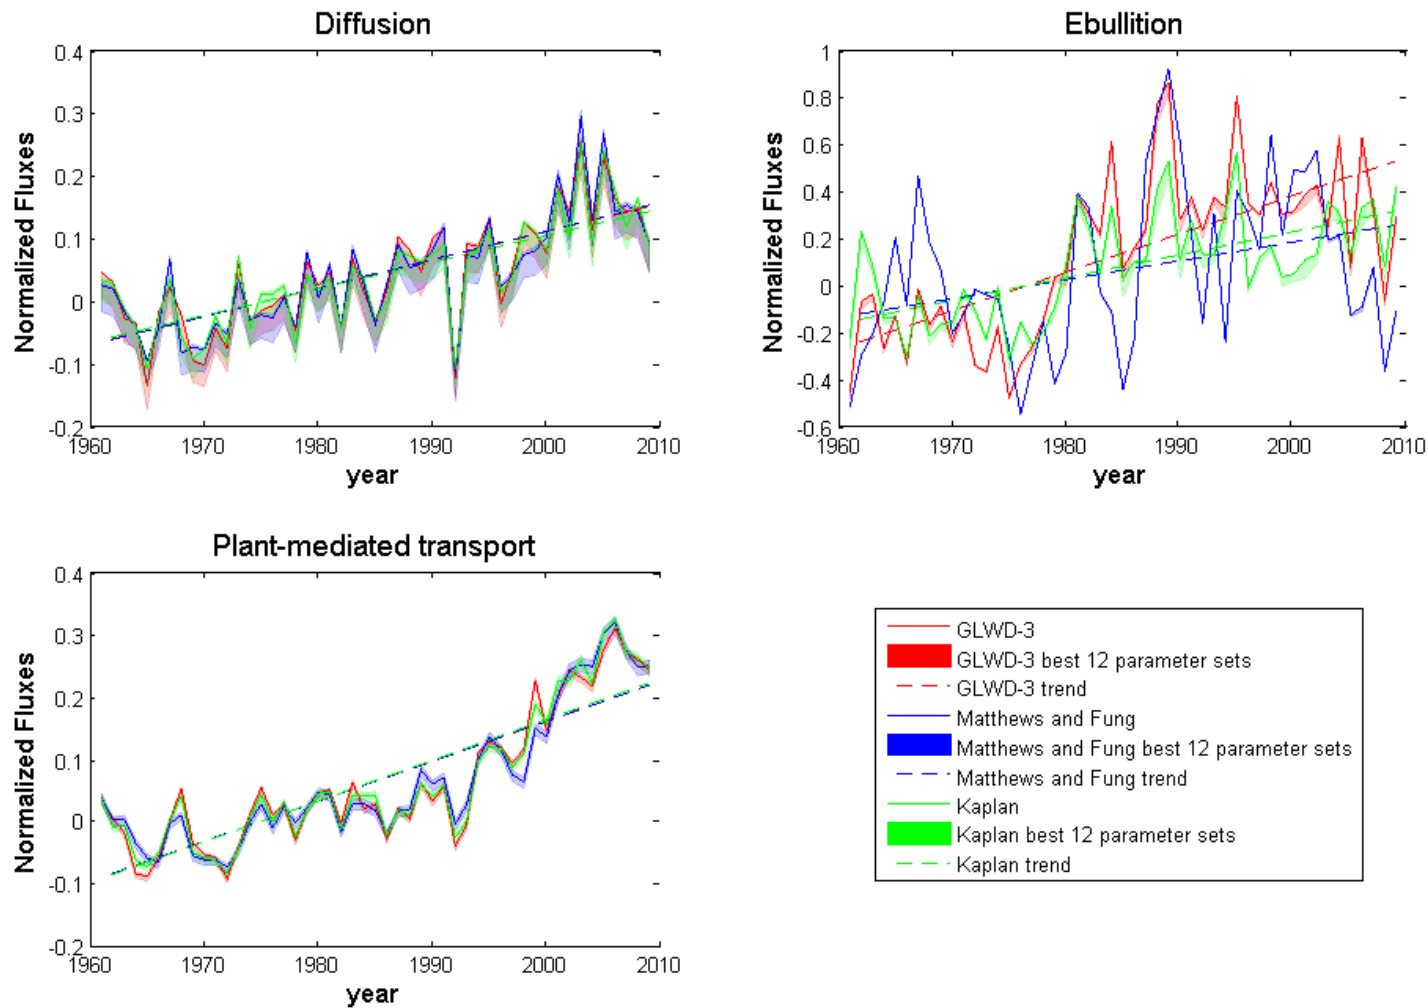 Diffusion
0.4
0.3
0.2
0.1
0
-0.1
-0.2
Normalized Fluxes
1960 1970 1980 1990 2000 2010
year
Ebullition
1
0.8
0.6
0.4
0.2
0
-0.2
-0.4
-0.6
Normalized Fluxes
1960 1970 1980 1990 2000 2010
year
Plant-mediated transport
0.4
0.3
0.2
0.1
0
-0.1
-0.2
Normalized Fluxes
1960 1970 1980 1990 2000 2010
year
GLWD-3
GLWD-3 best 12 parameter sets
GLWD-3 trend
Matthews and Fung
Matthews and Fung best 12 parameter sets
Matthews and Fung trend
Kaplan
Kaplan best 12 parameter sets
Kaplan trend